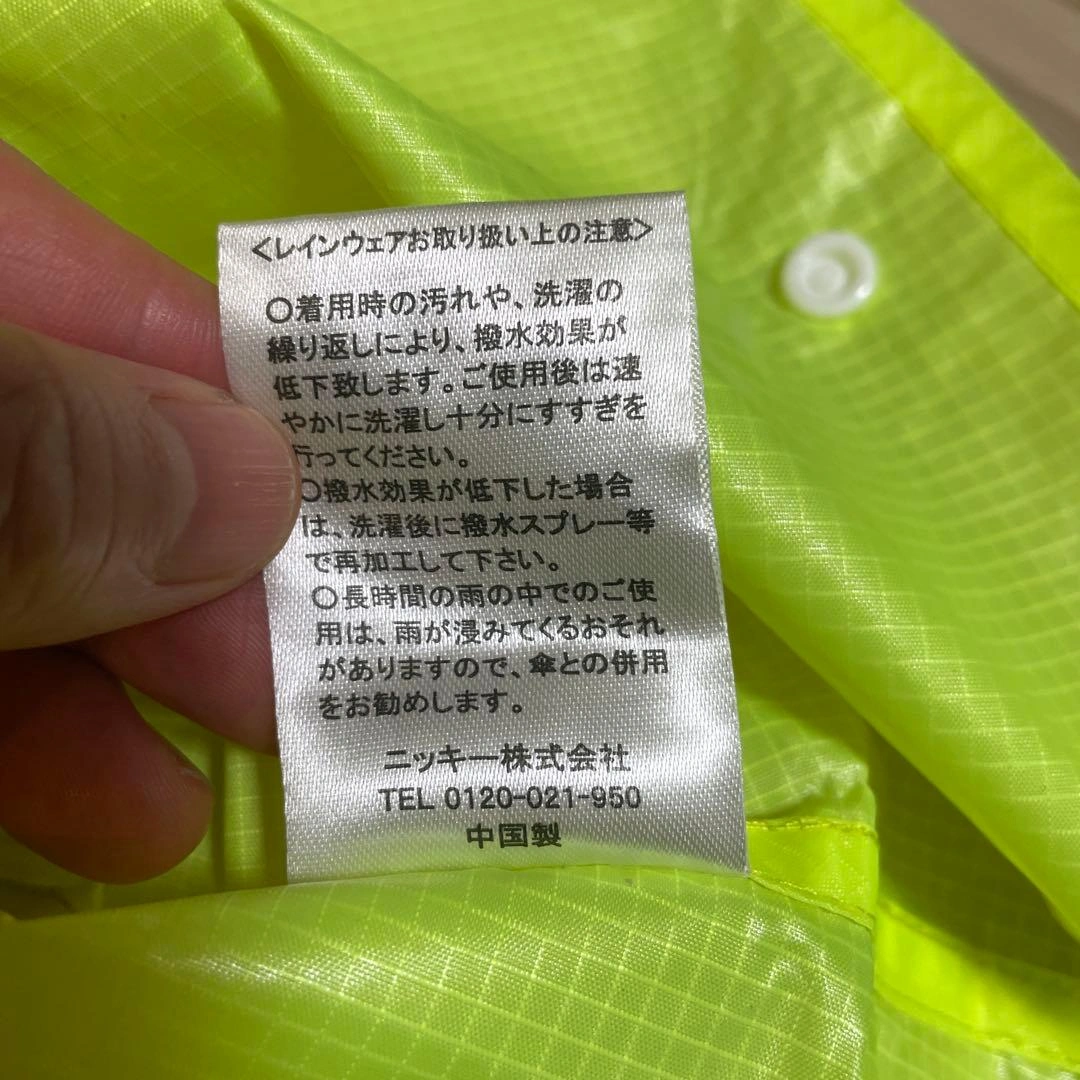 <レインウェアお取り扱い上の注意>
○着用時の汚れや、洗濯の
繰り返しにより、撥水効果が
低下致します。ご使用後は速
やかに洗濯し十分にすすぎを
行ってください。
○撥水効果が低下した場合
は、洗濯後に撥水スプレー等
で再加工して下さい。
○長時間の雨の中でのご使
用は、雨が浸みてくるおそれ
がありますので、傘との併用
をお勧めします。
ニッキー株式会社
TEL 0120-021-950
中国製